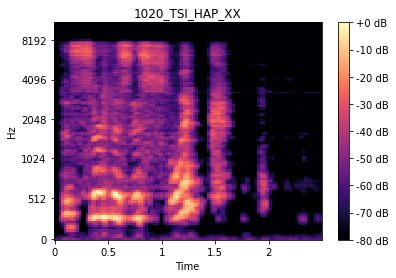 1020_TSI_HAP_XX
8192
4096
2048
1024
512
0
Hz
0
0.5
1
1.5
2
Time
+0 dB
-10 dB
-20 dB
-30 dB
-40 dB
-50 dB
-60 dB
-70 dB
-80 dB